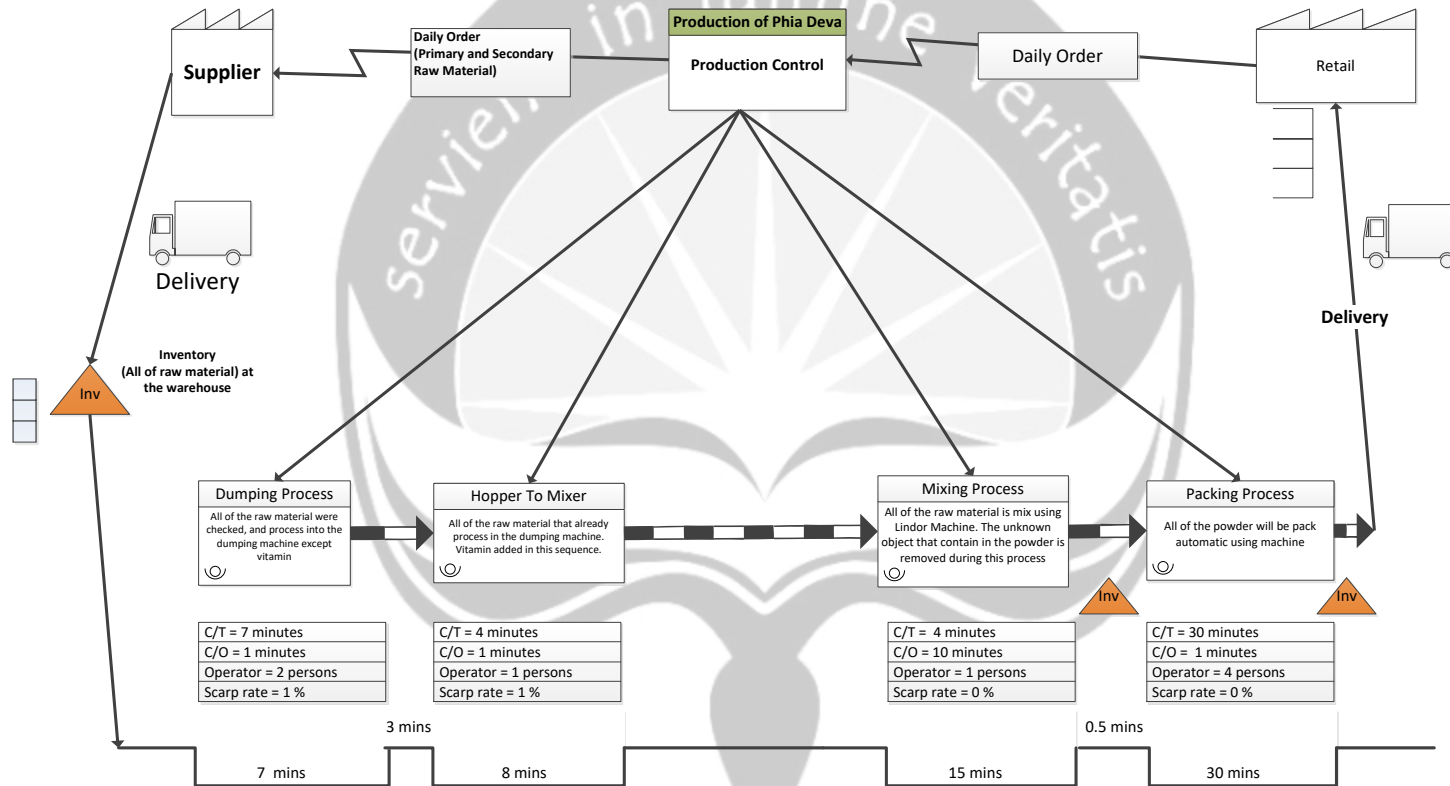 Production of Phia Deva
Production Control
Daily Order
(Primary and Secondary
Raw Material)
Supplier
Daily Order
Retail
serviens in lumine veritatis
Delivery
Delivery
Inventory
(All of raw material) at
the warehouse
Inv
Dumping Process
All of the raw material were
checked, and process into the
dumping machine except
vitamin
Hopper To Mixer
All of the raw material that already
process in the dumping machine.
Vitamin added in this sequence.
Mixing Process
All of the raw material is mix using
Lindor Machine. The unknown
object that contain in the powder is
removed during this process
Packing Process
All of the powder will be pack
automatic using machine
Inv
Inv
C/T = 7 minutes
C/O = 1 minutes
Operator = 2 persons
Scarp rate = 1 %
C/T = 4 minutes
C/O = 1 minutes
Operator = 1 persons
Scarp rate = 1 %
C/T =  4 minutes
C/O = 10 minutes
Operator = 1 persons
Scarp rate = 0 %
C/T = 30 minutes
C/O =  1 minutes
Operator = 4 persons
Scarp rate = 0 %
3 mins
0.5 mins
7  mins
8 mins
15 mins
30 mins